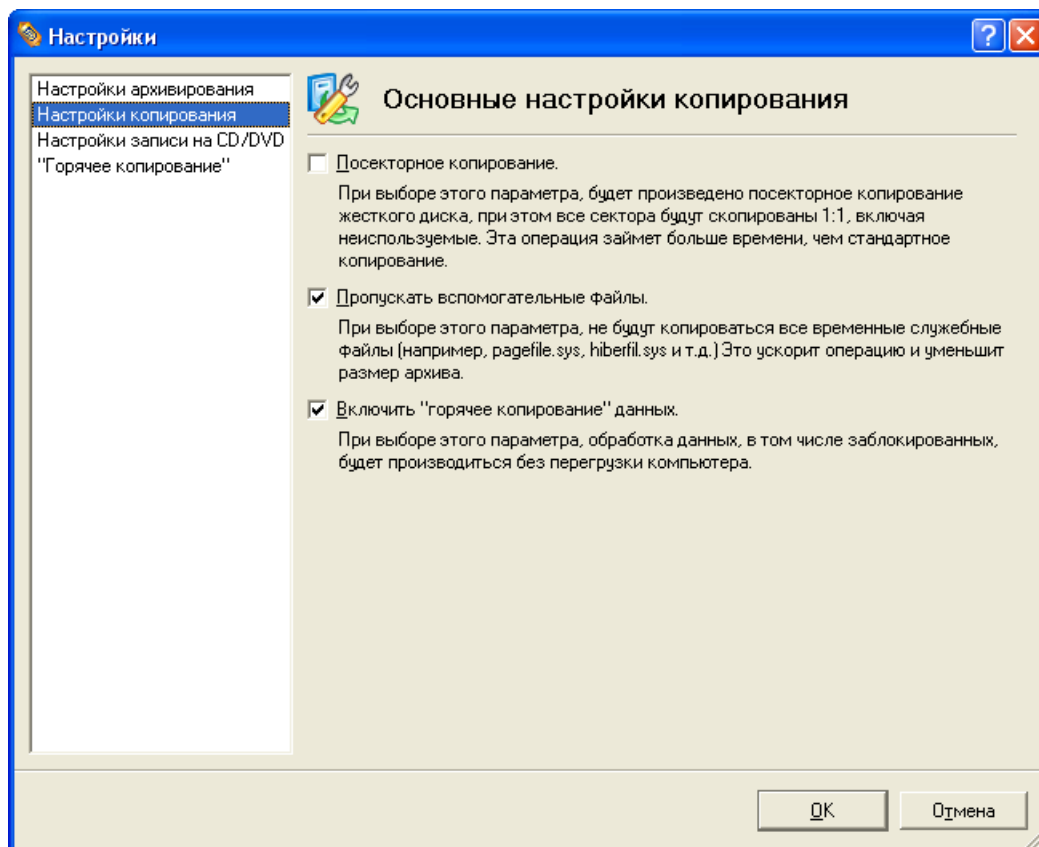 Настройки
Настройки архивирования
Настройки копирования
Настройки записи на CD/DVD
"Горячее копирование"
Основные настройки копирования
Посекторное копирование.
При выборе этого параметра, будет произведено посекторное копирование
жесткого диска, при этом все сектора будут скопированы 1:1, включая
неиспользуемые. Эта операция займет больше времени, чем стандартное
копирование.
Пропускать вспомогательные файлы.
При выборе этого параметра, не будут копироваться все временные служебные
файлы (например, pagefile.sys, hiberfil.sys и т.д.) Это ускорит операцию и уменьшит
размер архива.
Включить "горячее копирование" данных.
При выборе этого параметра, обработка данных, в том числе заблокированных,
будет производиться без перегрузки компьютера.
OK
Отмена